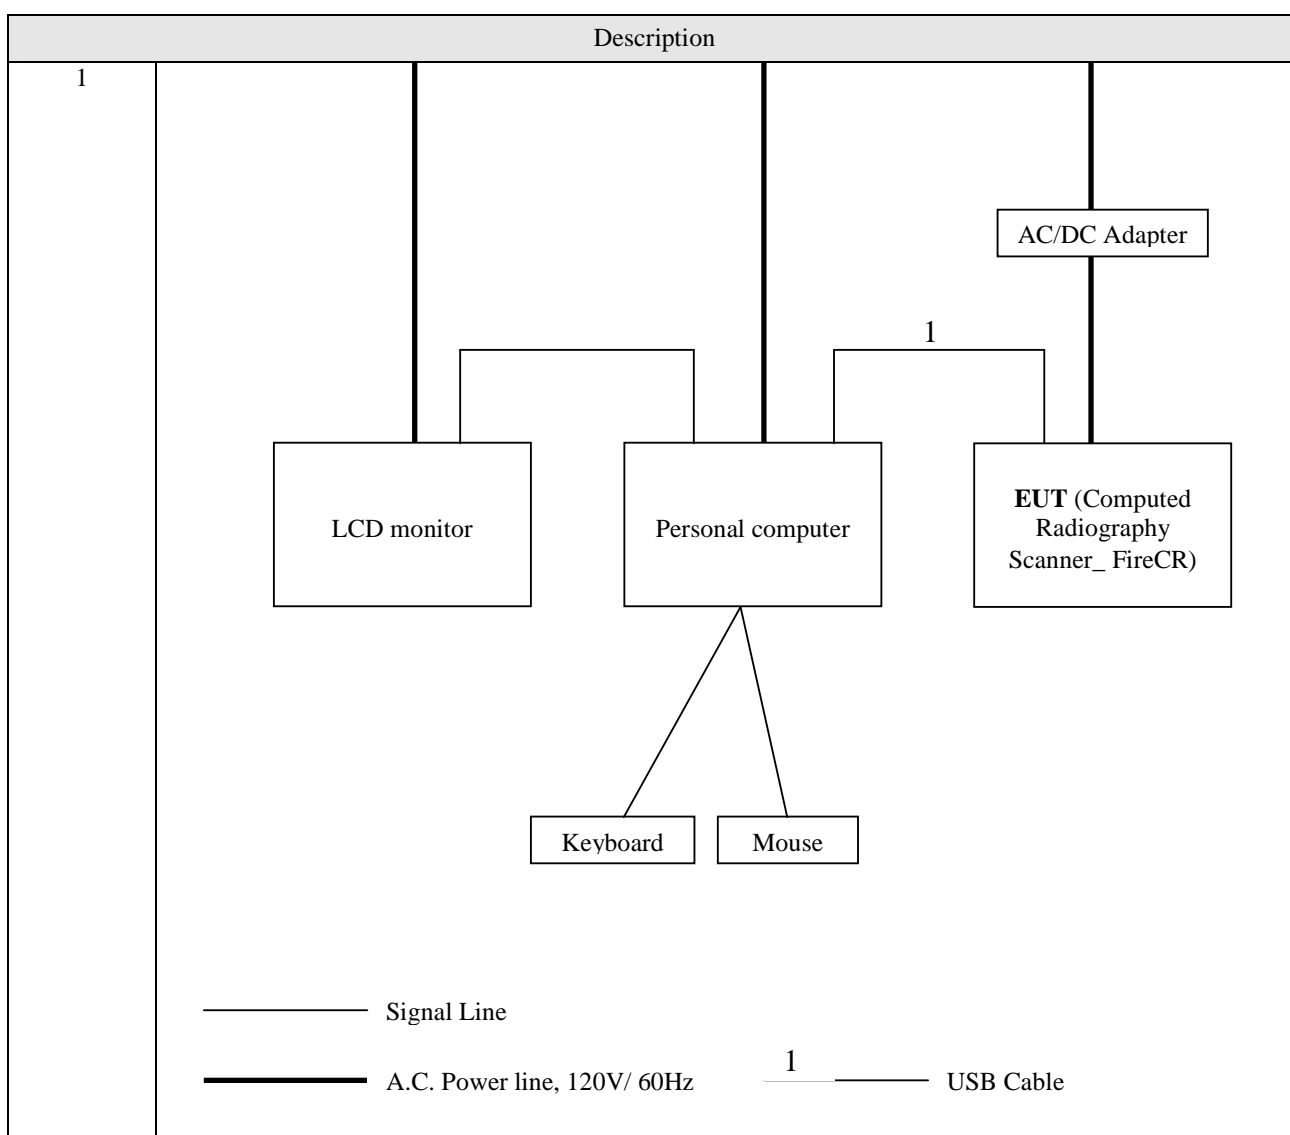 Description
1
AC/DC Adapter
1
LCD monitor
Personal computer
EUT (Computed
Radiography
Scanner_ FireCR)
Keyboard
Mouse
Signal Line
A.C. Power line, 120V/ 60Hz
1
USB Cable